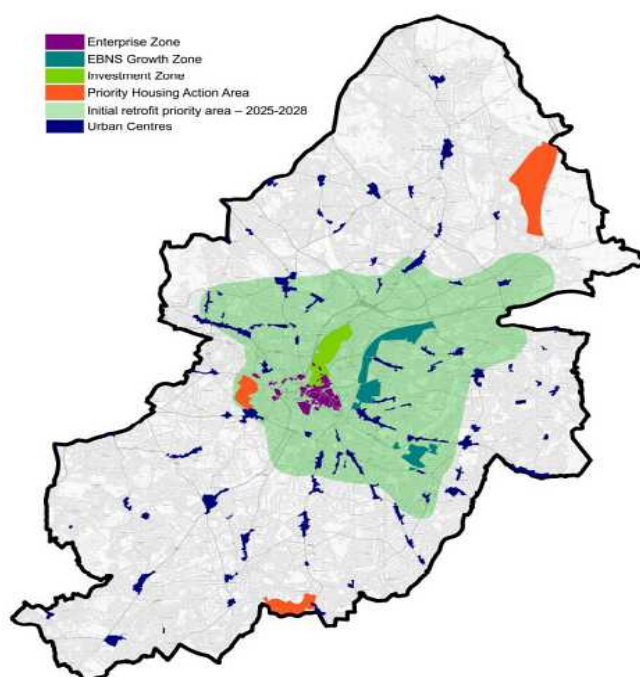 Enterprise Zone
EBNS Growth Zone
Investment Zone
Priority Housing Action Area
Initial retrofit priority area – 2025-2028
Urban Centres